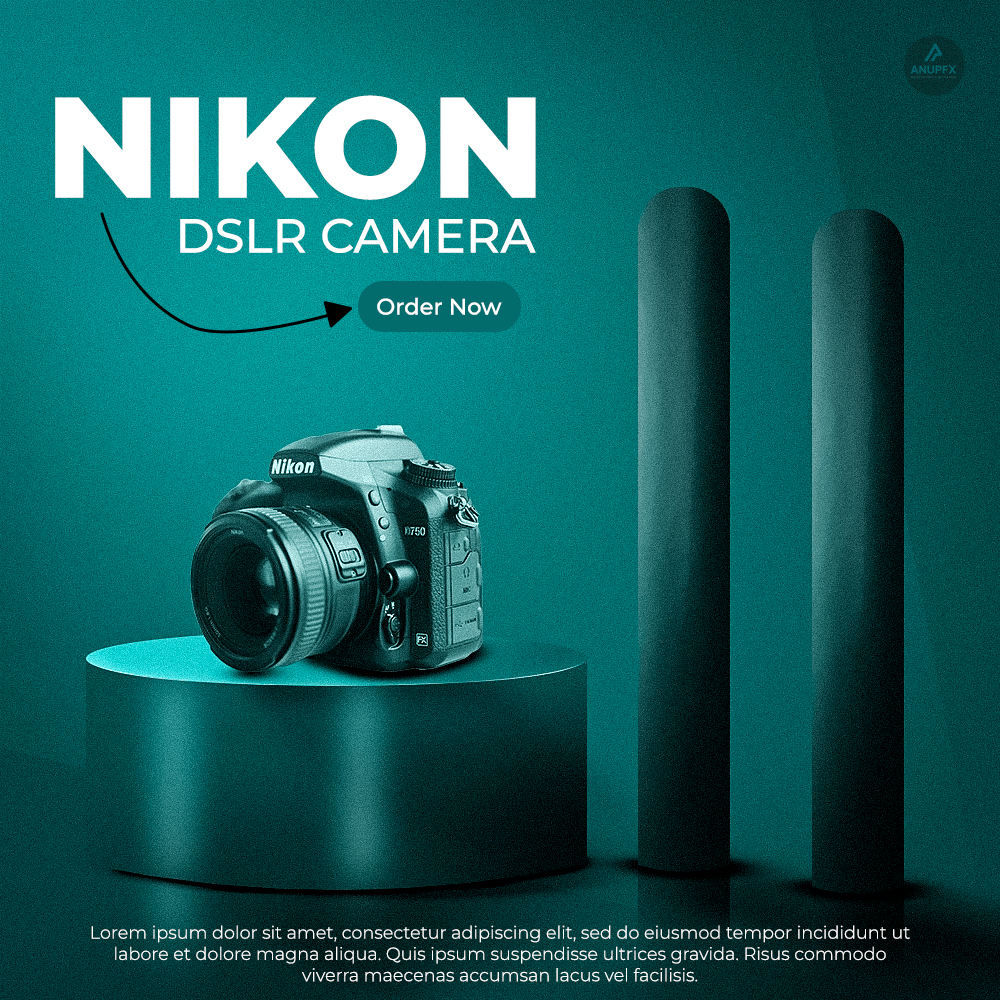 ANUPFX
NIKON
DSLR CAMERA
Order Now
Nikon
D750
FX
Lorem ipsum dolor sit amet, consectetur adipiscing elit, sed do eiusmod tempor incididunt ut
labore et dolore magna aliqua. Quis ipsum suspendisse ultrices gravida. Risus commodo
viverra maecenas accumsan lacus vel facilisis.